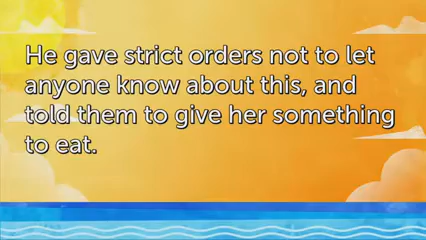 He gave strict orders not to let
anyone know about this, and
told them to give her something
to eat.